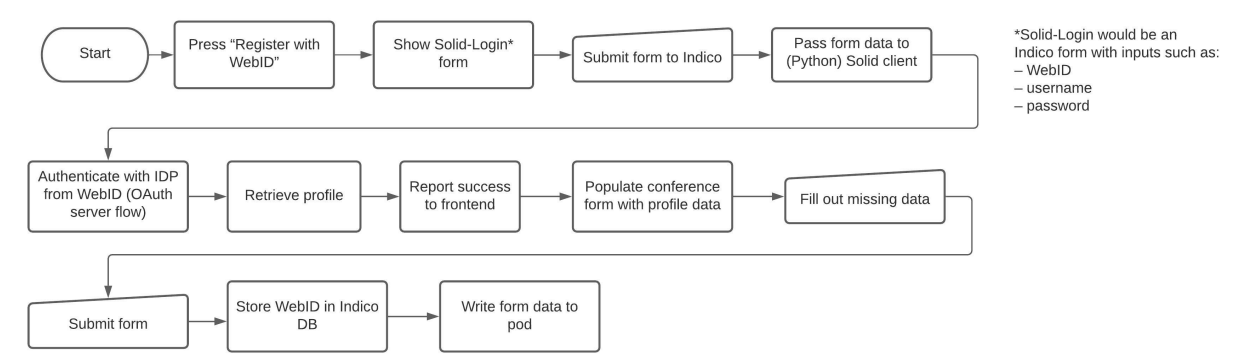 Start
Press “Register with
WebID”
Show Solid-Login*
form
Submit form to Indico
Pass form data to
(Python) Solid client
*Solid-Login would be an
Indico form with inputs such as:
– WebID
– username
– password
Authenticate with IDP
from WebID (OAuth
server flow)
Retrieve profile
Report success
to frontend
Populate conference
form with profile data
Fill out missing data
Submit form
Store WebID in Indico
DB
Write form data to
pod